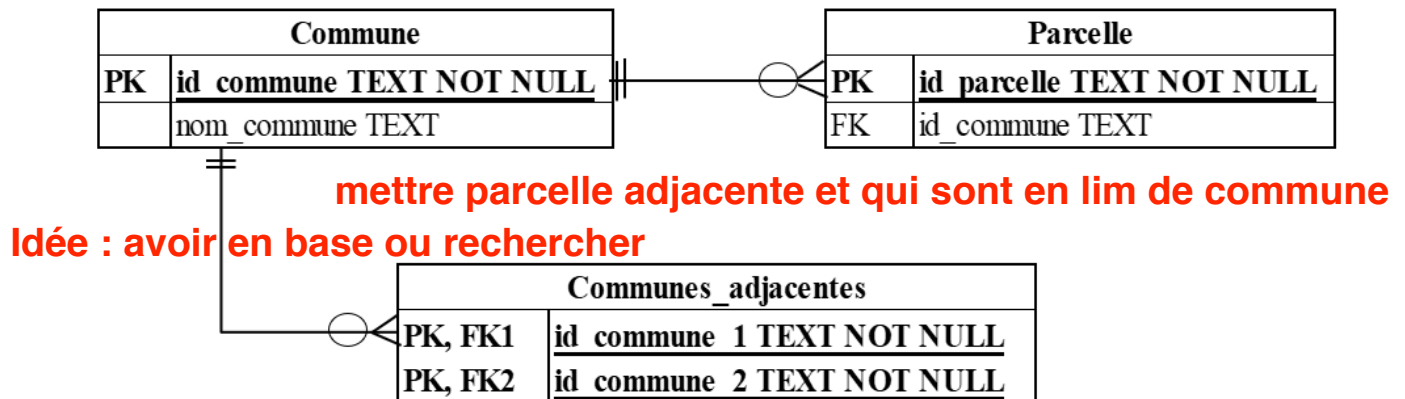 Commune
PK id_commune TEXT NOT NULL
nom_commune TEXT
Parcelle
PK id_parcelle TEXT NOT NULL
FK id_commune TEXT
mettre parcelle adjacente et qui sont en lim de commune
Idée : avoir en base ou rechercher
Communes_adjacentes
PK, FK1 id_commune_1 TEXT NOT NULL
PK, FK2 id_commune_2 TEXT NOT NULL